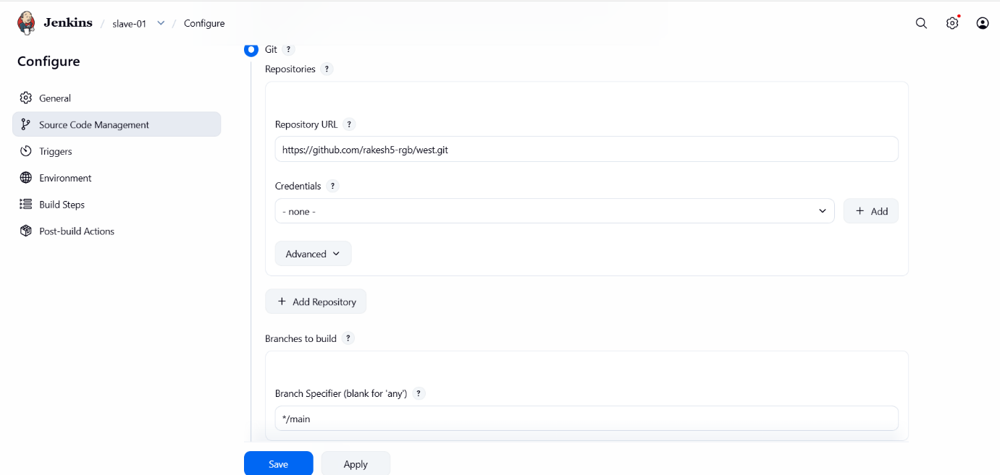 Jenkins / slave-01 / Configure
Configure
General
Source Code Management
Triggers
Environment
Build Steps
Post-build Actions
Git ?
Repositories ?
Repository URL ?
https://github.com/rakesh5-rgb/west.git
Credentials ?
- none -
+ Add
Advanced
+ Add Repository
Branches to build ?
Branch Specifier (blank for 'any') ?
*/main
Save
Apply